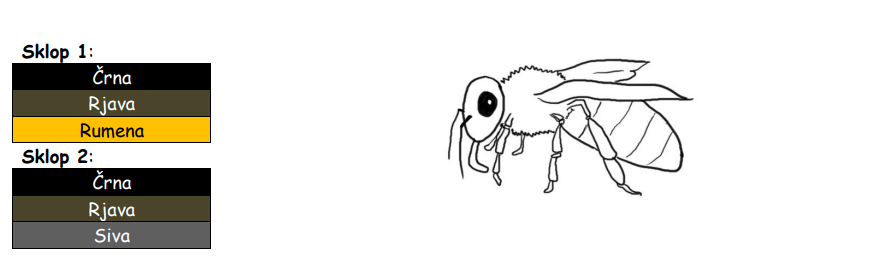 Sklop 1:
Črna
Rjava
Rumena
Sklop 2:
Črna
Rjava
Siva